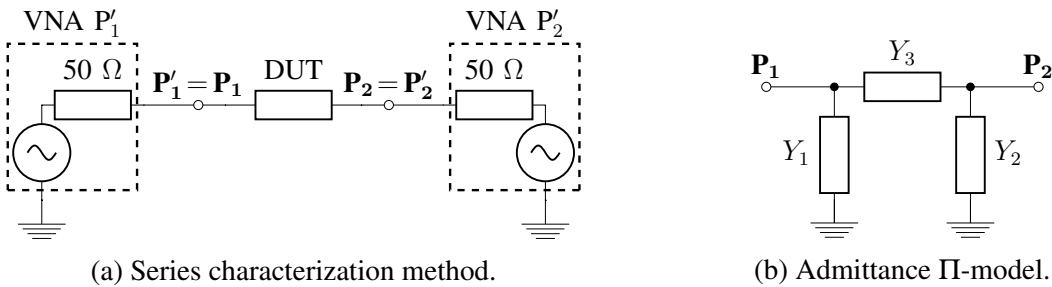 VNA P′₁
VNA P′₂
50 Ω
P′₁ = P₁
DUT
P₂ = P′₂
50 Ω
P₁
Y₃
P₂
Y₁
Y₂
(a) Series characterization method.
(b) Admittance Π-model.